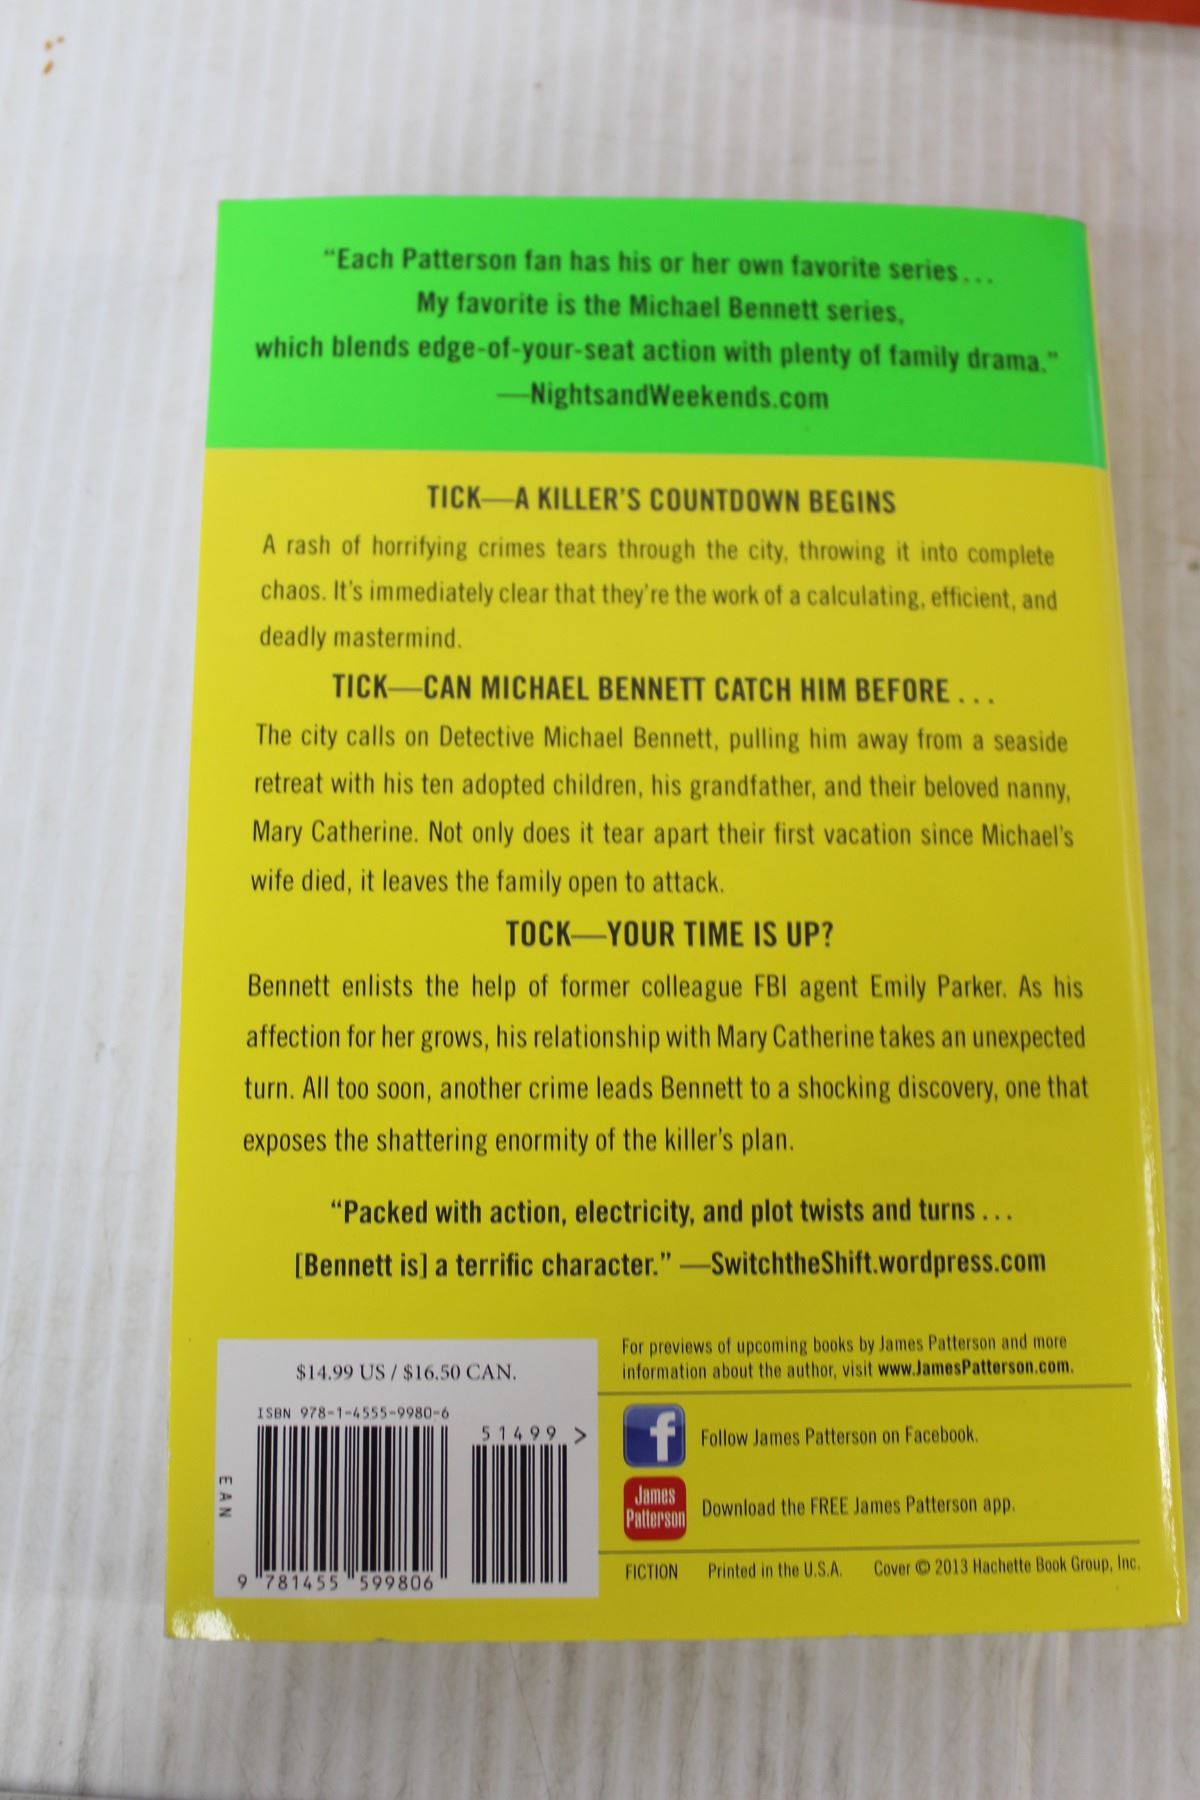 “Each Patterson fan has his or her own favorite series...
My favorite is the Michael Bennett series,
which blends edge-of-your-seat action with plenty of family drama.”
—NightsandWeekends.com
TICK—A KILLER’S COUNTDOWN BEGINS
A rash of horrifying crimes tears through the city, throwing it into complete
chaos. It’s immediately clear that they’re the work of a calculating, efficient, and
deadly mastermind.
TICK—CAN MICHAEL BENNETT CATCH HIM BEFORE ...
The city calls on Detective Michael Bennett, pulling him away from a seaside
retreat with his ten adopted children, his grandfather, and their beloved nanny,
Mary Catherine. Not only does it tear apart their first vacation since Michael’s
wife died, it leaves the family open to attack.
TOCK—YOUR TIME IS UP?
Bennett enlists the help of former colleague FBI agent Emily Parker. As his
affection for her grows, his relationship with Mary Catherine takes an unexpected
turn. All too soon, another crime leads Bennett to a shocking discovery, one that
exposes the shattering enormity of the killer’s plan.
“Packed with action, electricity, and plot twists and turns ...
[Bennett is] a terrific character.” —SwitchtheShift.wordpress.com
For previews of upcoming books by James Patterson and more
information about the author, visit www.JamesPatterson.com.
$14.99 US / $16.50 CAN.
ISBN 978-1-4555-9980-6
51499 >
EAN
9 781455 599806
f
Follow James Patterson on Facebook.
James
Patterson
Download the FREE James Patterson app.
FICTION Printed in the U.S.A. Cover © 2013 Hachette Book Group, Inc.